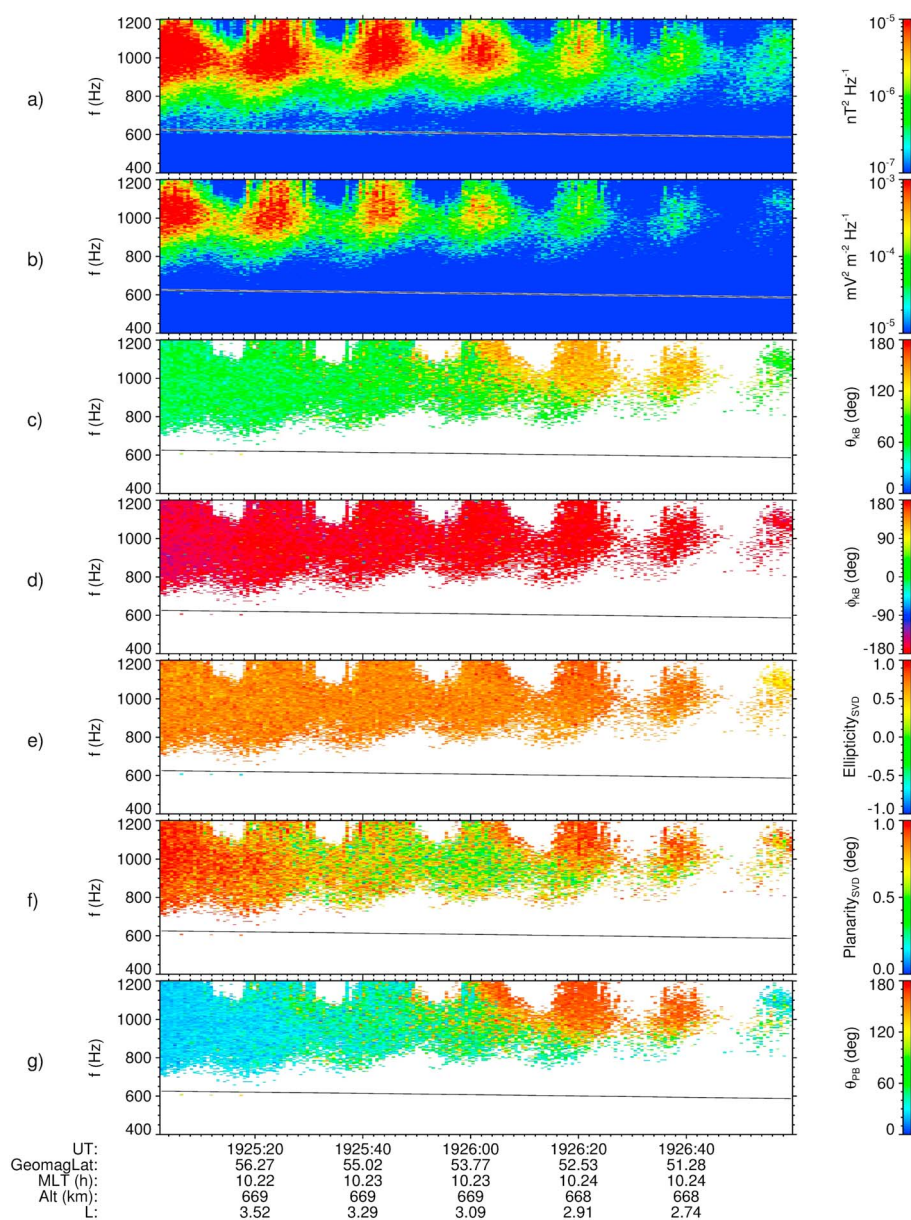 a)
f (Hz)
1200
1000
800
600
400
10-5
10-6
10-7
nT2 Hz-1
b)
f (Hz)
1200
1000
800
600
400
10-3
10-4
10-5
mV2 m-2 Hz-1
c)
f (Hz)
1200
1000
800
600
400
180
120
60
0
θkB (deg)
d)
f (Hz)
1200
1000
800
600
400
180
90
0
-90
-180
ϕkB (deg)
e)
f (Hz)
1200
1000
800
600
400
1.0
0.5
0.0
-0.5
-1.0
EllipticitySVD
f)
f (Hz)
1200
1000
800
600
400
1.0
0.5
0.0
PlanaritySVD (deg)
g)
f (Hz)
1200
1000
800
600
400
180
120
60
0
θPB (deg)
UT: 1925:20 1925:40 1926:00 1926:20 1926:40
GeomagLat: 56.27 55.02 53.77 52.53 51.28
MLT (h): 10.22 10.23 10.23 10.24 10.24
Alt (km): 669 669 669 668 668
L: 3.52 3.29 3.09 2.91 2.74